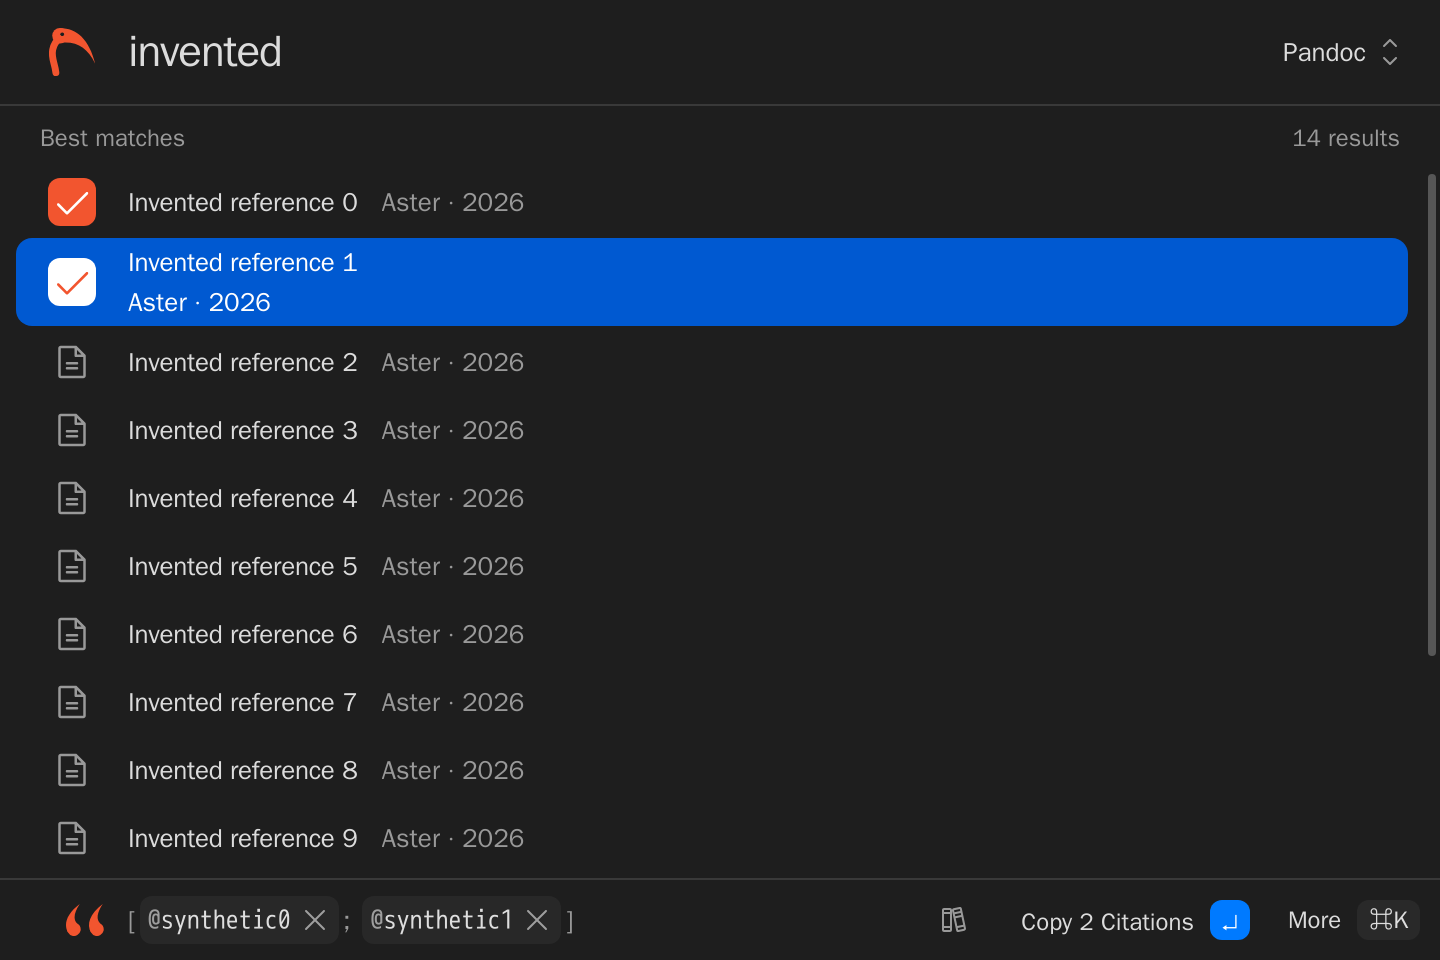 invented
Pandoc
Best matches
14 results
Invented reference 0 Aster · 2026
Invented reference 1
Aster · 2026
Invented reference 2 Aster · 2026
Invented reference 3 Aster · 2026
Invented reference 4 Aster · 2026
Invented reference 5 Aster · 2026
Invented reference 6 Aster · 2026
Invented reference 7 Aster · 2026
Invented reference 8 Aster · 2026
Invented reference 9 Aster · 2026
[ @synthetic0 ; @synthetic1 ]
Copy 2 Citations
More ⌘K